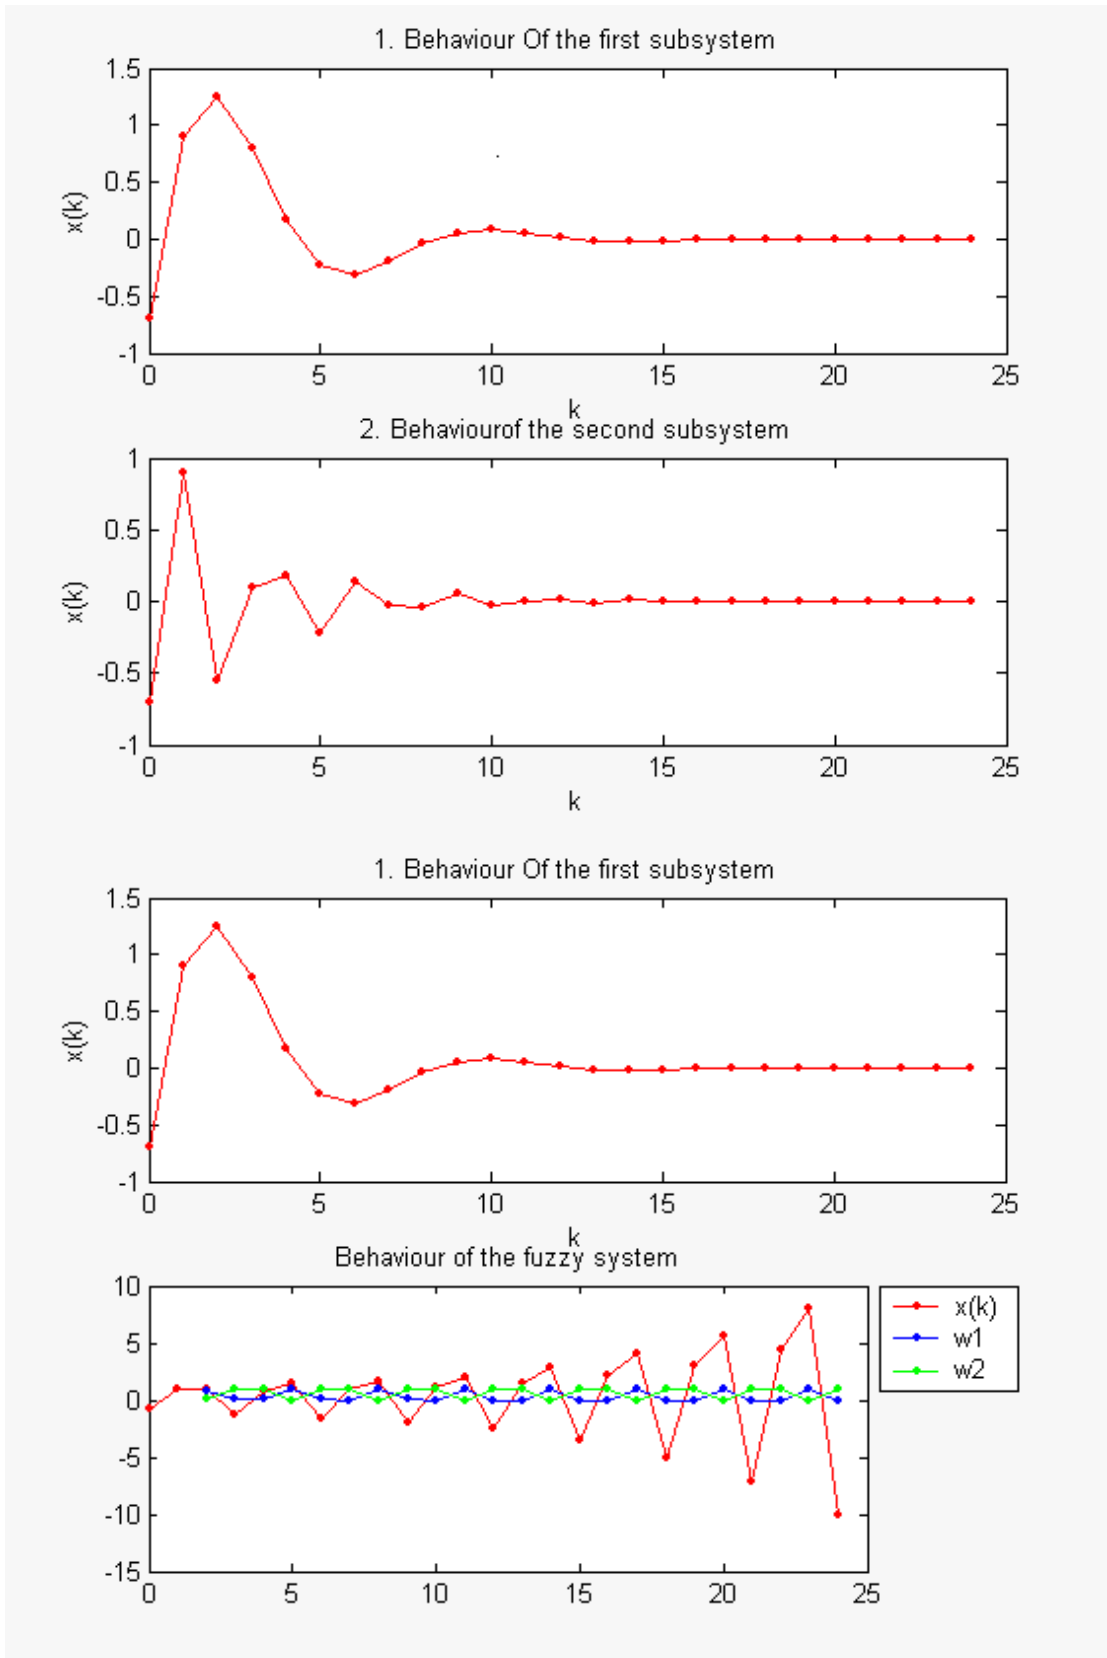 1. Behaviour Of the first subsystem
1.5
1
0.5
0
-0.5
-1
x(k)
0 5 10 15 20 25
k
2. Behaviourof the second subsystem
1
0.5
0
-0.5
-1
x(k)
0 5 10 15 20 25
k
1. Behaviour Of the first subsystem
1.5
1
0.5
0
-0.5
-1
x(k)
0 5 10 15 20 25
k
Behaviour of the fuzzy system
10
5
0
-5
-10
-15
0 5 10 15 20 25
x(k)
w1
w2